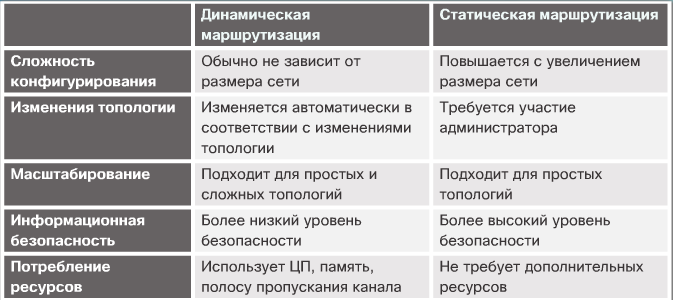 Динамическая
маршрутизация
Статическая маршрутизация
Сложность
конфигурирования
Обычно не зависит от
размера сети
Повышается с увеличением
размера сети
Изменения топологии
Изменяется автоматически в
соответствии с изменениями
топологии
Требуется участие
администратора
Масштабирование
Подходит для простых и
сложных топологий
Подходит для простых
топологий
Информационная
безопасность
Более низкий уровень
безопасности
Более высокий уровень
безопасности
Потребление
ресурсов
Использует ЦП, память,
полосу пропускания канала
Не требует дополнительных
ресурсов